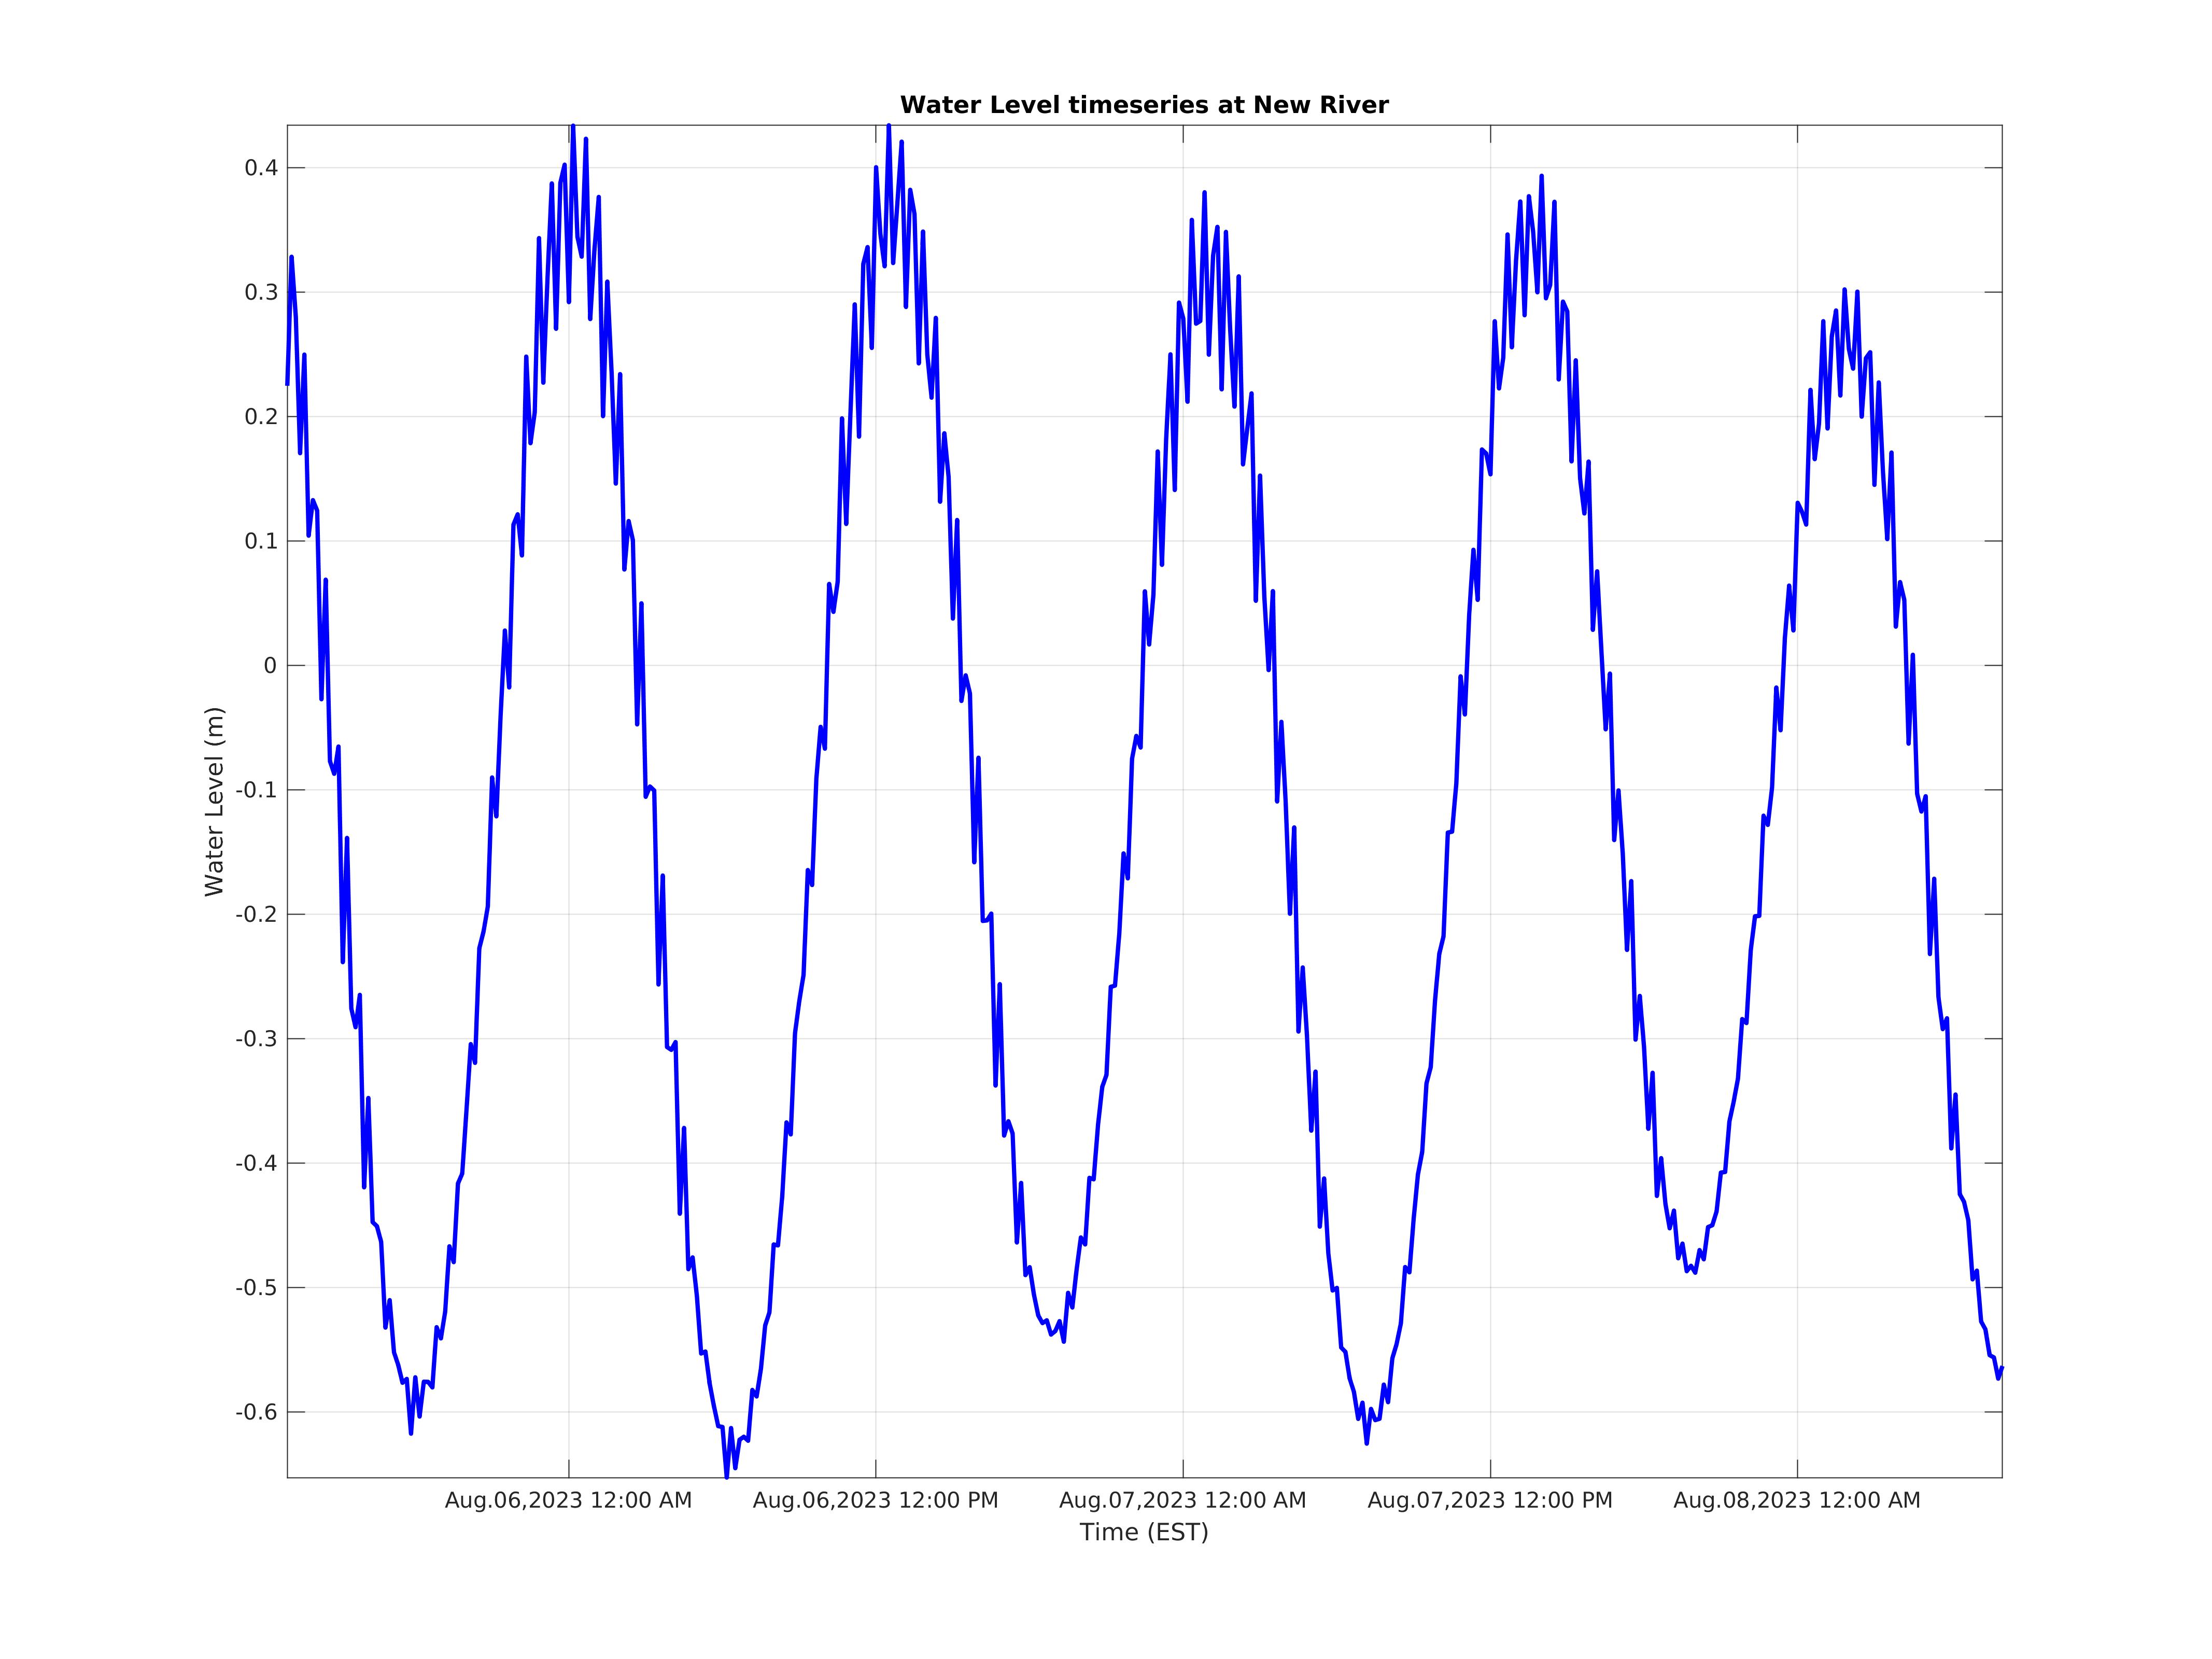 Water Level timeseries at New River
0.4
0.3
0.2
0.1
0
-0.1
-0.2
-0.3
-0.4
-0.5
-0.6
Water Level (m)
Aug.06,2023 12:00 AM Aug.06,2023 12:00 PM Aug.07,2023 12:00 AM Aug.07,2023 12:00 PM Aug.08,2023 12:00 AM
Time (EST)